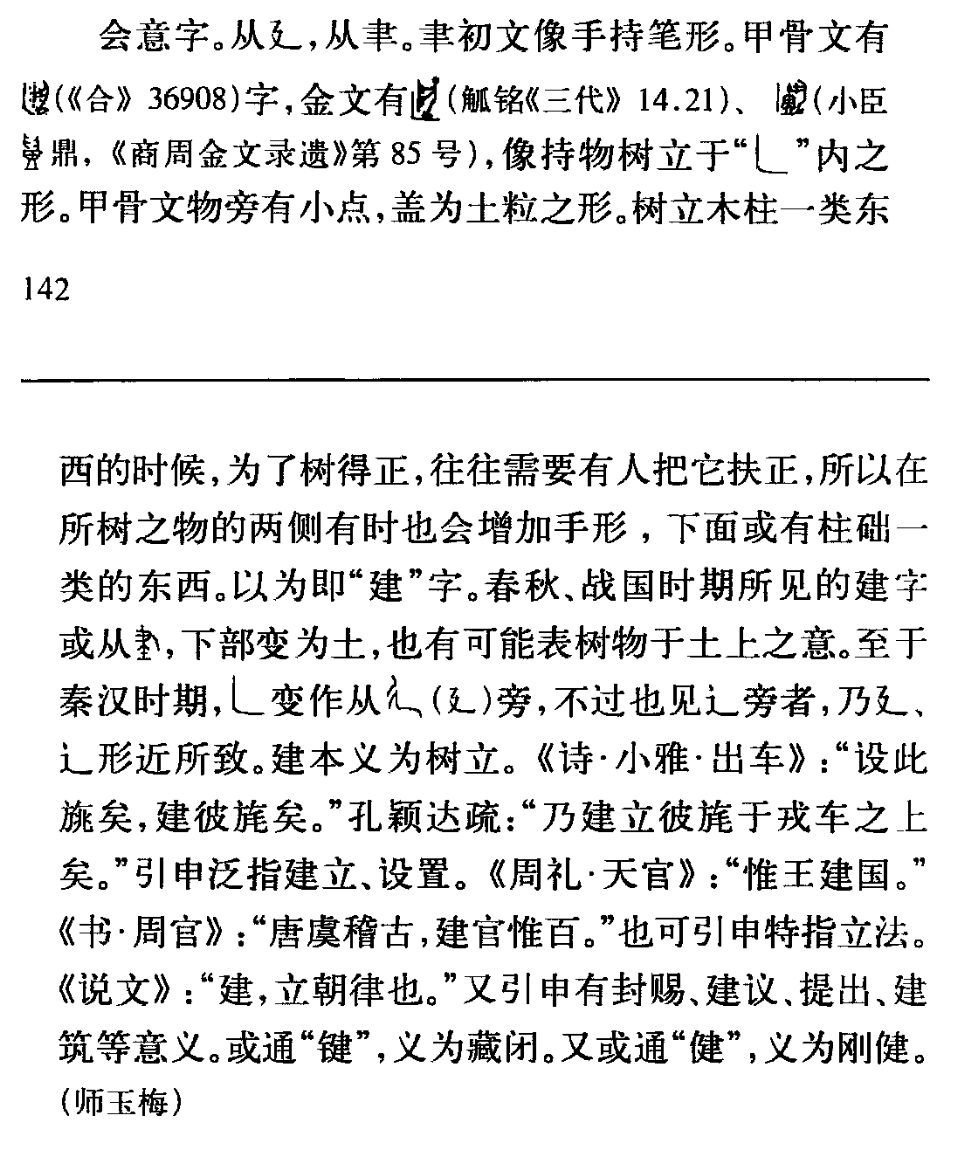 会意字。从廴，从聿。聿初文像手持笔形。甲骨文有
(《合》36908)字，金文有(觚铭《三代》14.21)、(小臣
鼎，《商周金文录遗》第85号)，像持物树立于“𠃊”内之
形。甲骨文物旁有小点，盖为土粒之形。树立木柱一类东
142
西的时候，为了树得正，往往需要有人把它扶正，所以在
所树之物的两侧有时也会增加手形，下面或有柱础一
类的东西。以为即“建”字。春秋、战国时期所见的建字
或从，下部变为土，也有可能表树物于土上之意。至于
秦汉时期，𠃊变作从(廴)旁，不过也见辶旁者，乃廴、
辶形近所致。建本义为树立。《诗·小雅·出车》：“设此
旐矣，建彼旄矣。”孔颖达疏：“乃建立彼旄于戎车之上
矣。”引申泛指建立、设置。《周礼·天官》：“惟王建国。”
《书·周官》：“唐虞稽古，建官惟百。”也可引申特指立法。
《说文》：“建，立朝律也。”又引申有封赐、建议、提出、建
筑等意义。或通“键”，义为藏闭。又或通“健”，义为刚健。
(师玉梅)